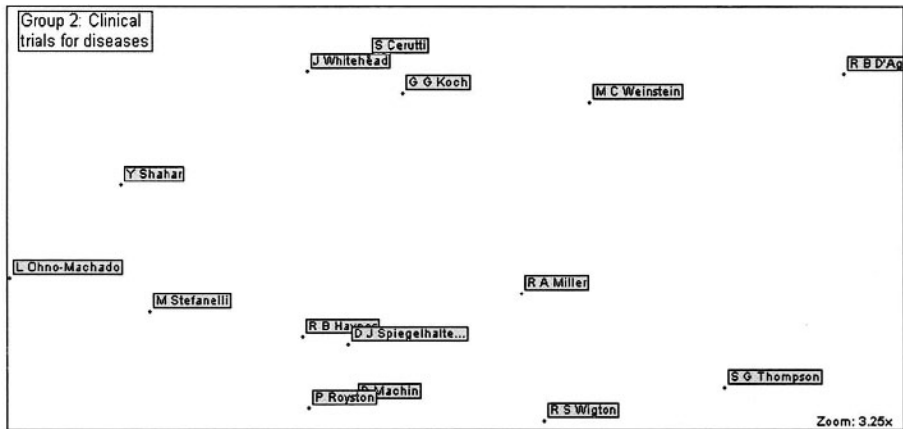 Group 2: Clinical
trials for diseases
S Cerutti
J Whitehead
R B D'Ag
G G Koch
M C Weinstein
Y Shahar
L Ohno-Machado
R A Miller
M Stefanelli
R B Haynes
D J Spiegelhalte...
S G Thompson
Machin
P Royston
R S Wigton
Zoom: 3.25x